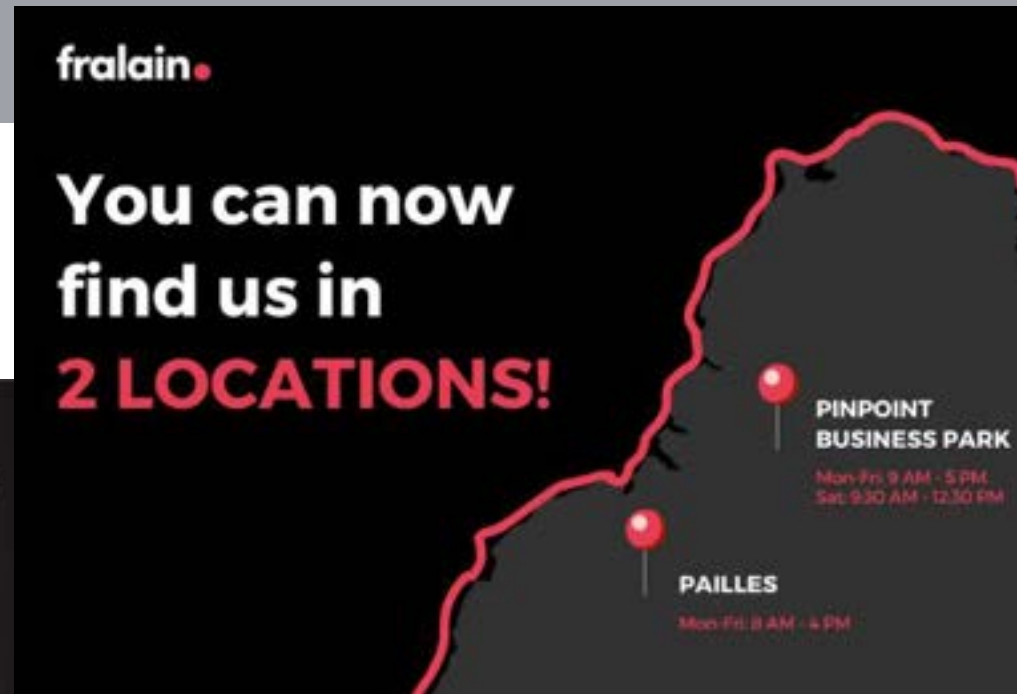 fralain.
You can now
find us in
2 LOCATIONS!
PINPOINT
BUSINESS PARK
Mon-Fri: 9 AM - 5 PM
Sat: 9:30 AM - 12:30 PM
PAILLES
Mon-Fri: 8 AM - 4 PM